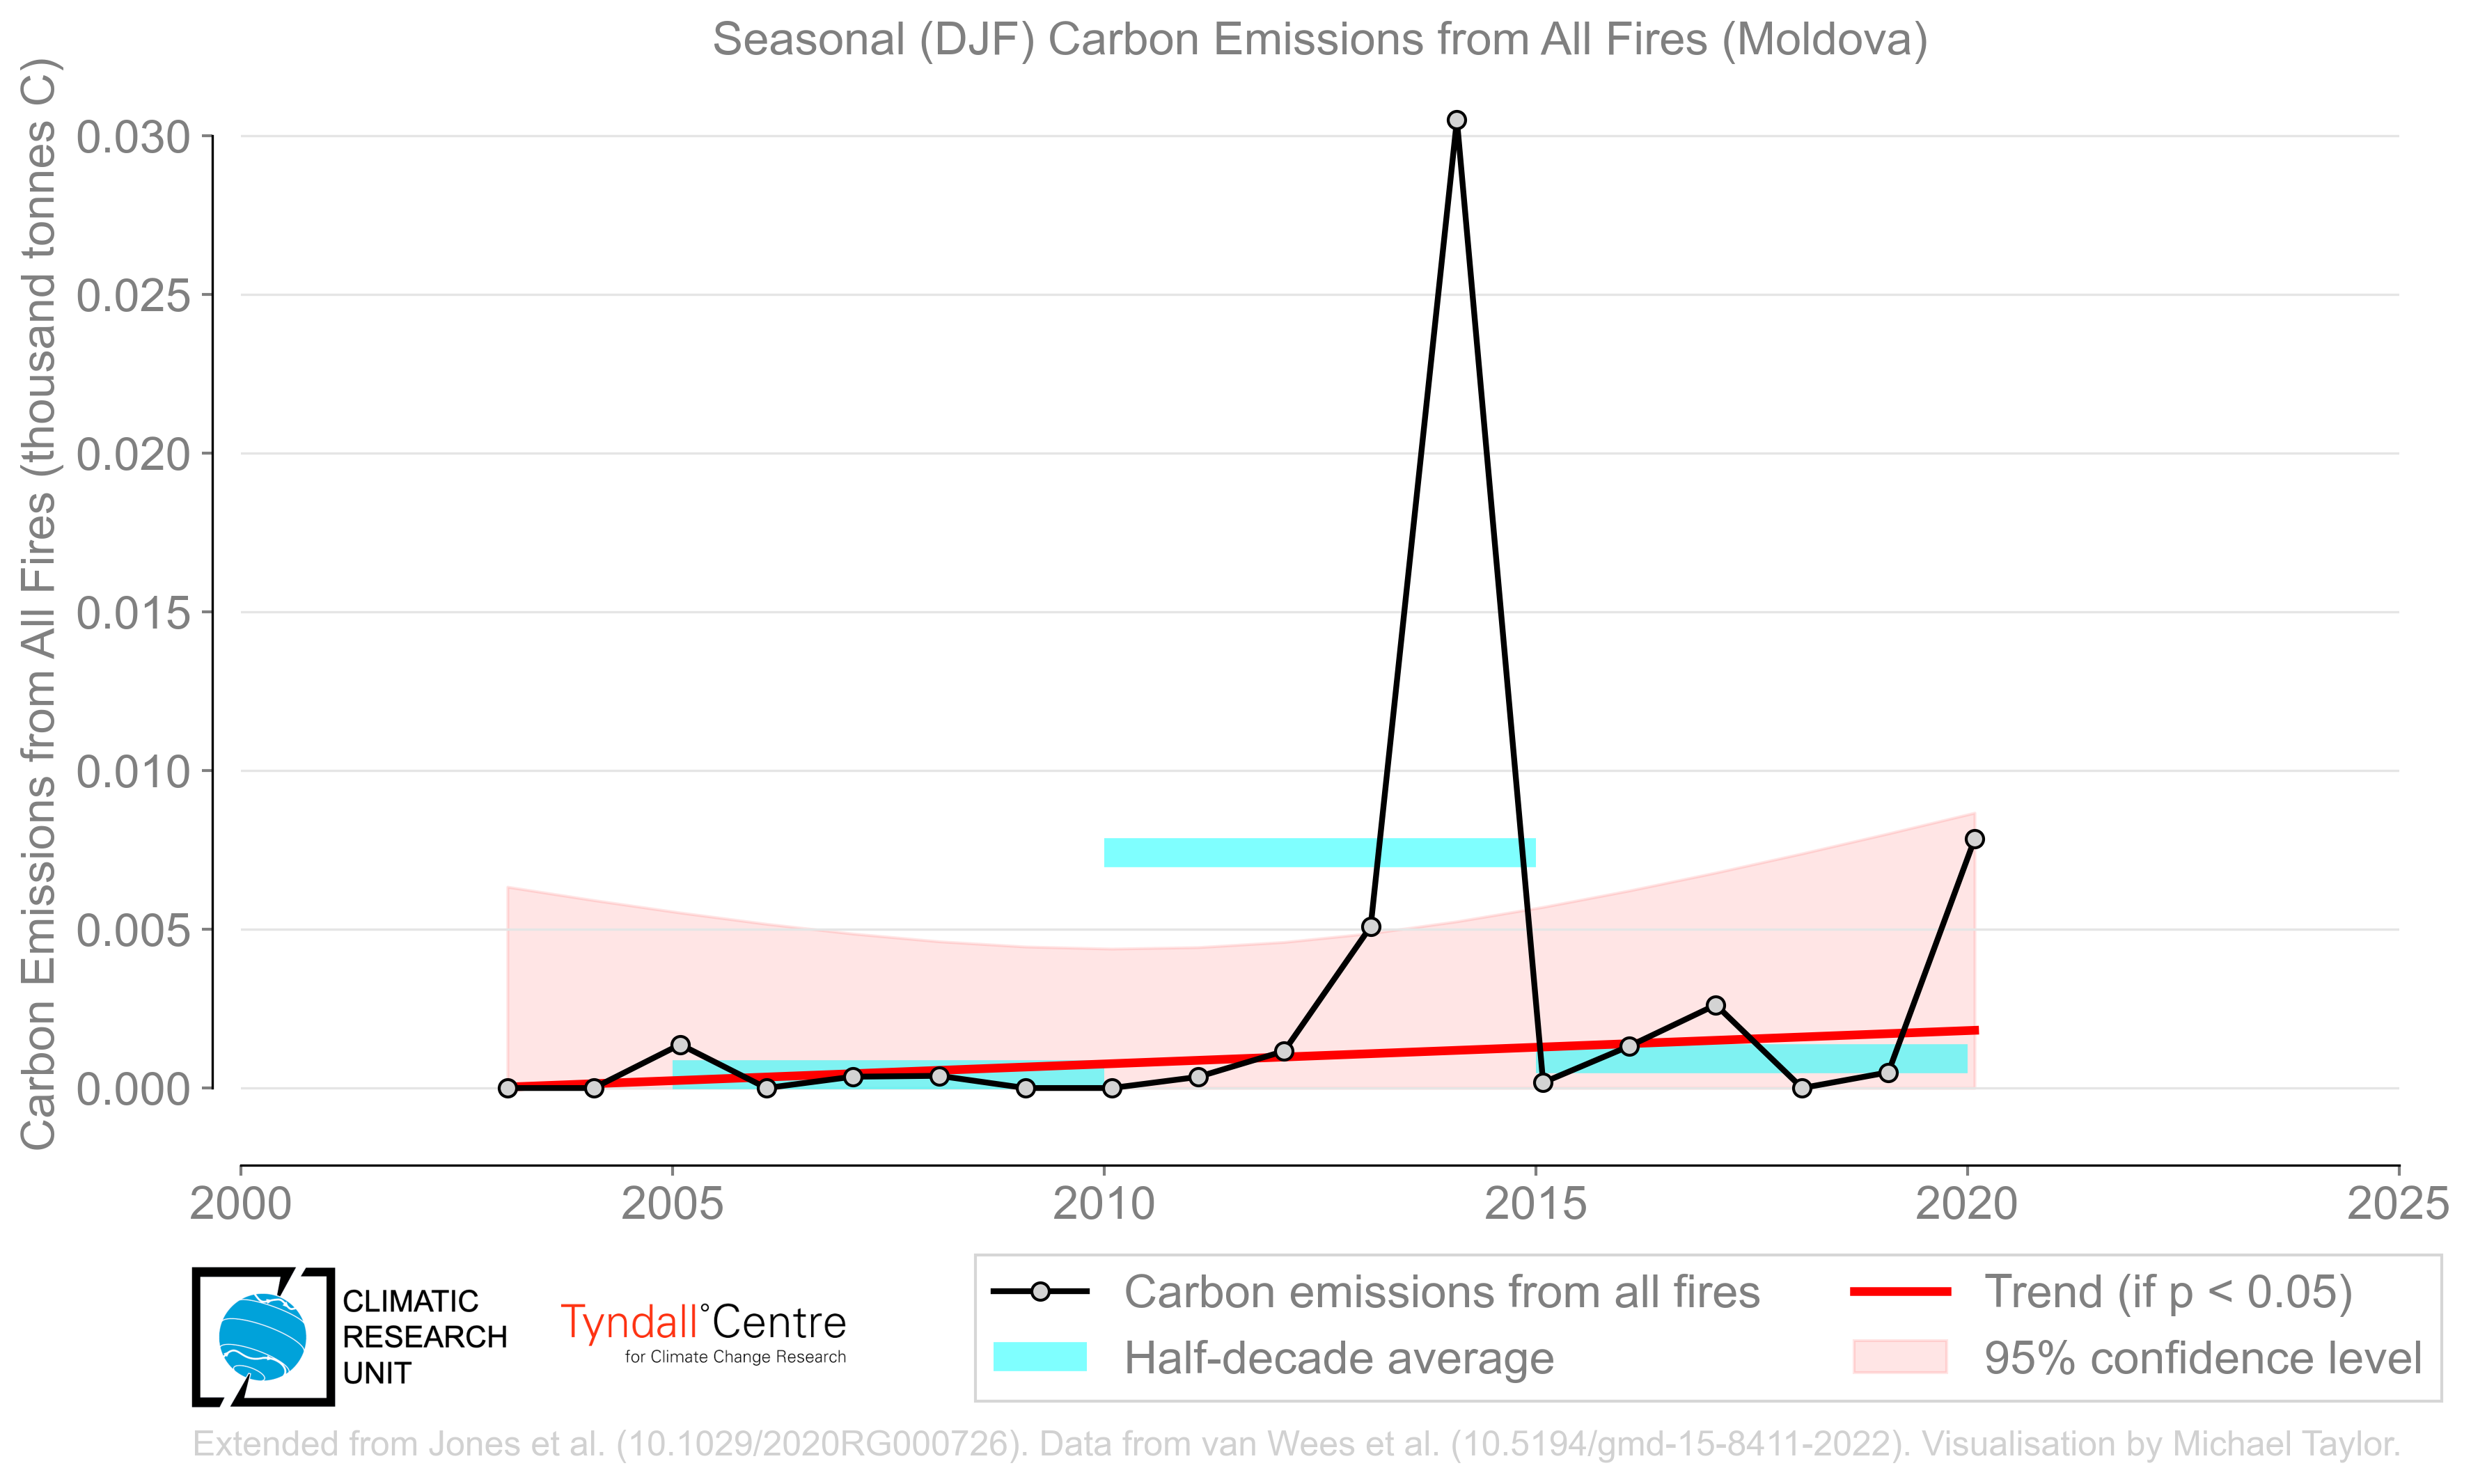 Seasonal (DJF) Carbon Emissions from All Fires (Moldova)
Carbon Emissions from All Fires (thousand tonnes C)
0.030
0.025
0.020
0.015
0.010
0.005
0.000
2000 2005 2010 2015 2020 2025
CLIMATIC
RESEARCH
UNIT
Tyndall°Centre
for Climate Change Research
Carbon emissions from all fires
Half-decade average
Trend (if p < 0.05)
95% confidence level
Extended from Jones et al. (10.1029/2020RG000726). Data from van Wees et al. (10.5194/gmd-15-8411-2022). Visualisation by Michael Taylor.